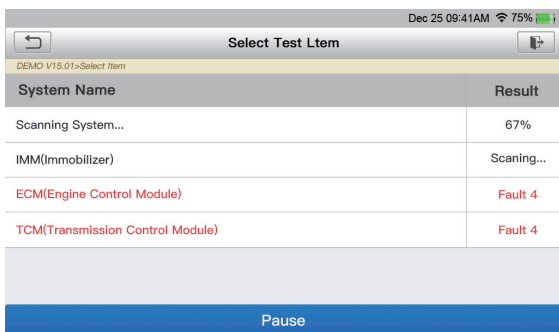 Dec 25 09:41AM 75%
Select Test Ltem
DEMO V15.01>Select Item
System Name Result
Scanning System... 67%
IMM(Immobilizer) Scaning...
ECM(Engine Control Module) Fault 4
TCM(Transmission Control Module) Fault 4
Pause